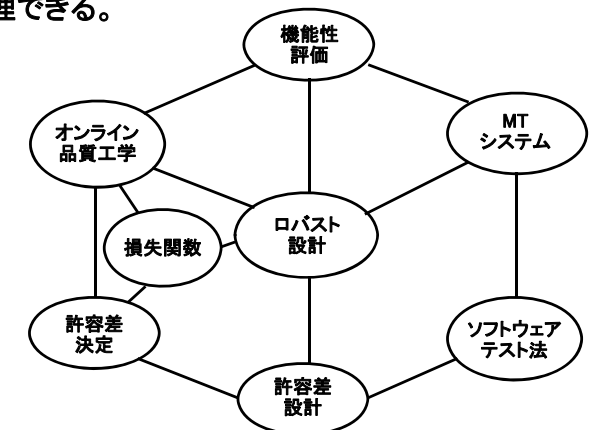 理できる。
機能性
評価
オンライン
品質工学
MT
システム
ロバスト
設計
損失関数
許容差
決定
ソフトウェア
テスト法
許容差
設計